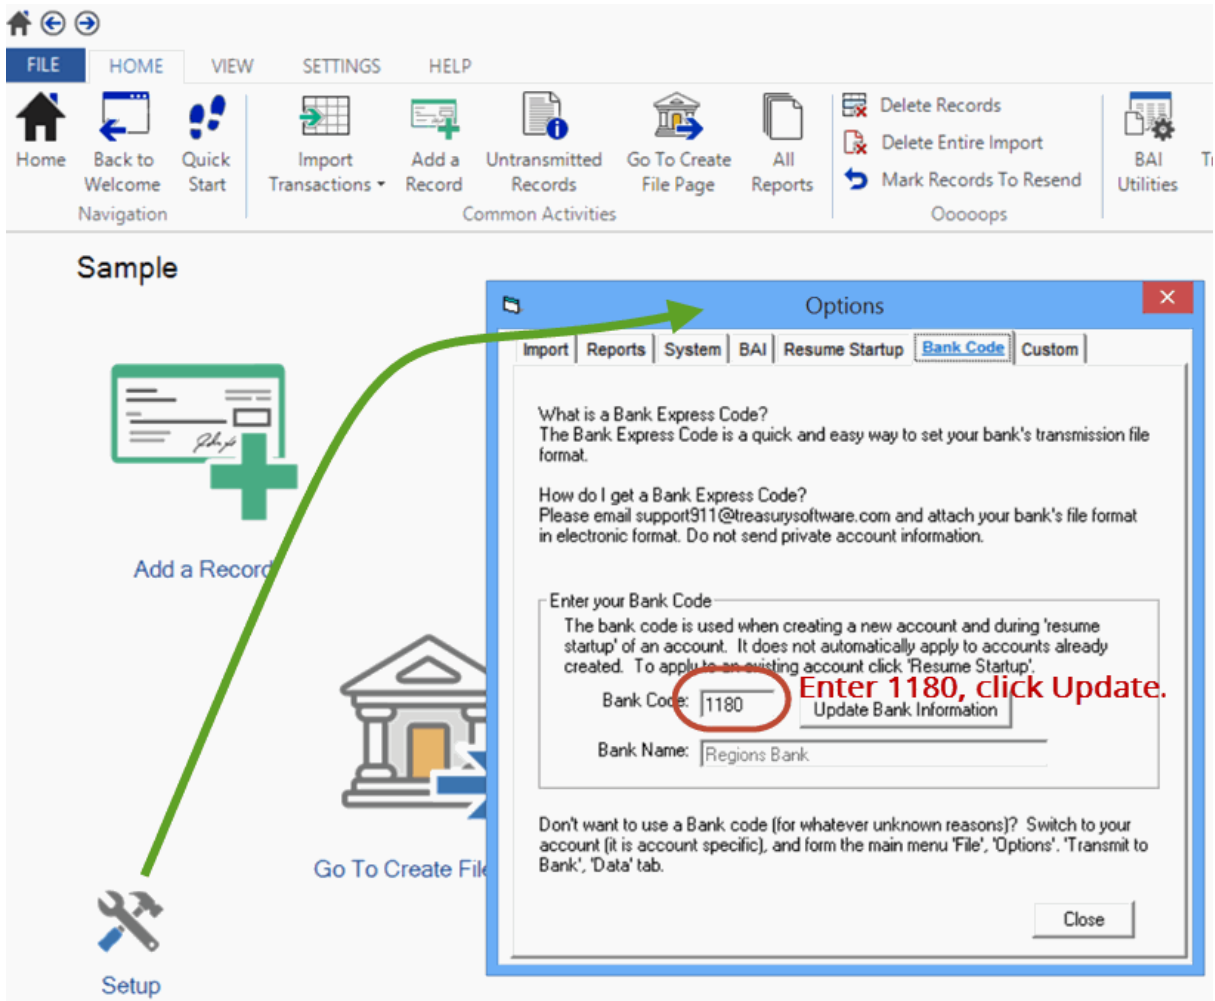 FILE HOME VIEW SETTINGS HELP
Home
Back to
Welcome
Quick
Start
Navigation
Import
Transactions
Add a
Record
Untransmitted
Records
Go To Create
File Page
All
Reports
Common Activities
Delete Records
Delete Entire Import
Mark Records To Resend
Ooooops
BAI
Utilities
Sample
Add a Record
Go To Create File
Setup
Options
Import Reports System BAI Resume Startup Bank Code Custom
What is a Bank Express Code?
The Bank Express Code is a quick and easy way to set your bank's transmission file
format.
How do I get a Bank Express Code?
Please email support911@treasurysoftware.com and attach your bank's file format
in electronic format. Do not send private account information.
Enter your Bank Code
The bank code is used when creating a new account and during 'resume
startup' of an account. It does not automatically apply to accounts already
created. To apply to an existing account click 'Resume Startup'.
Enter 1180, click Update.
Bank Code: 1180 Update Bank Information
Bank Name: Regions Bank
Don't want to use a Bank code (for whatever unknown reasons)? Switch to your
account (it is account specific), and form the main menu 'File', 'Options'. 'Transmit to
Bank', 'Data' tab.
Close